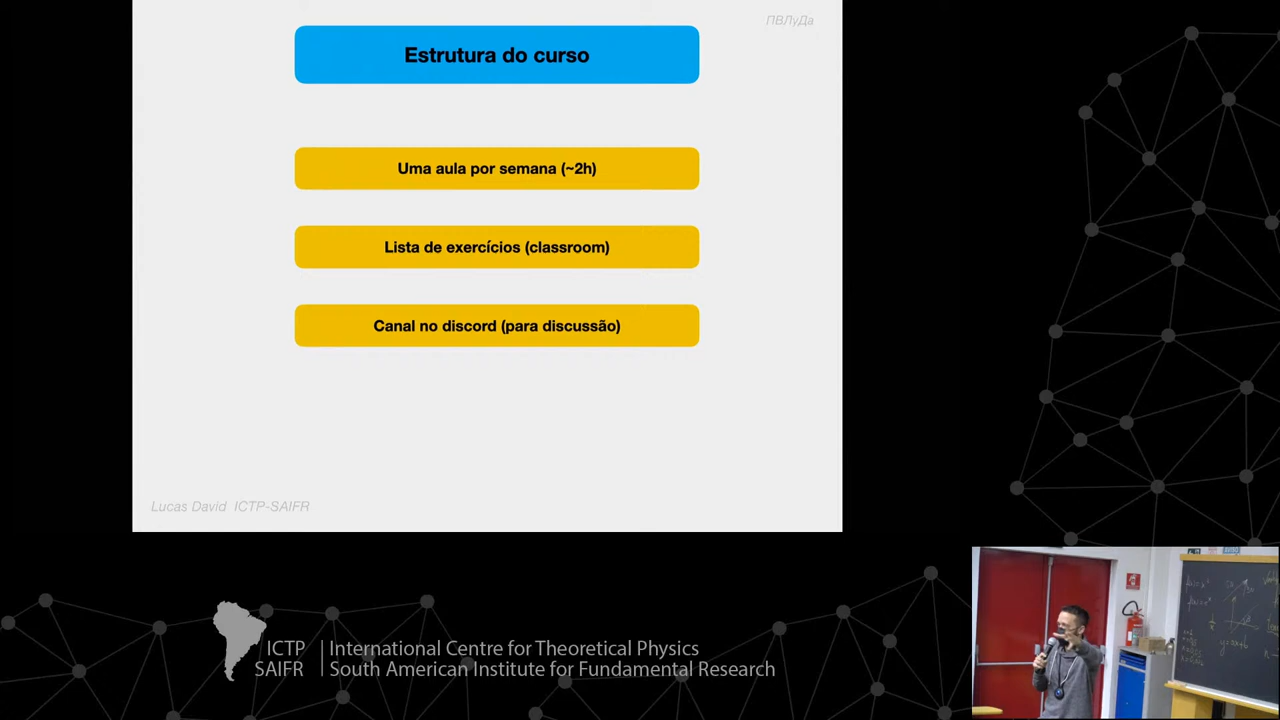 ПВЛуДа
Estrutura do curso
Uma aula por semana (~2h)
Lista de exercícios (classroom)
Canal no discord (para discussão)
Lucas David ICTP-SAIFR
ICTP
SAIFR
International Centre for Theoretical Physics
South American Institute for Fundamental Research